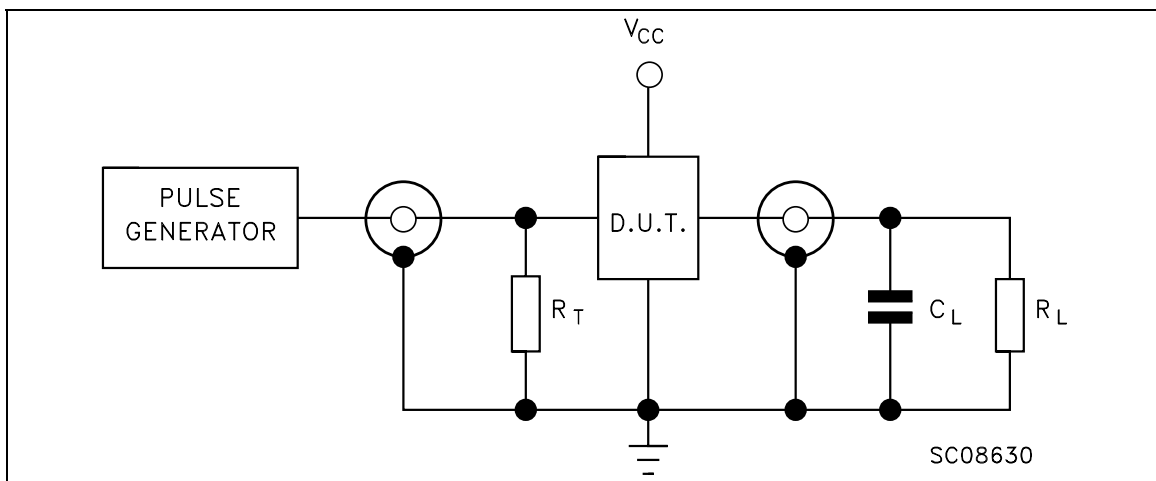 VCC
PULSE
GENERATOR
D.U.T.
RT
CL
RL
SC08630